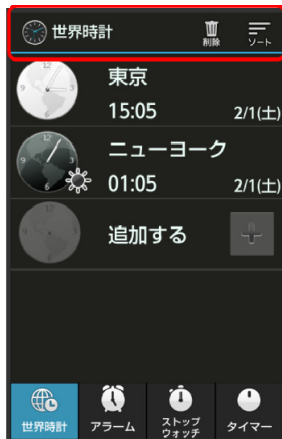 世界時計
削除
ソート
東京
15:05
2/1(土)
ニューヨーク
01:05
2/1(土)
追加する
世界時計
アラーム
ストップ
ウォッチ
タイマー